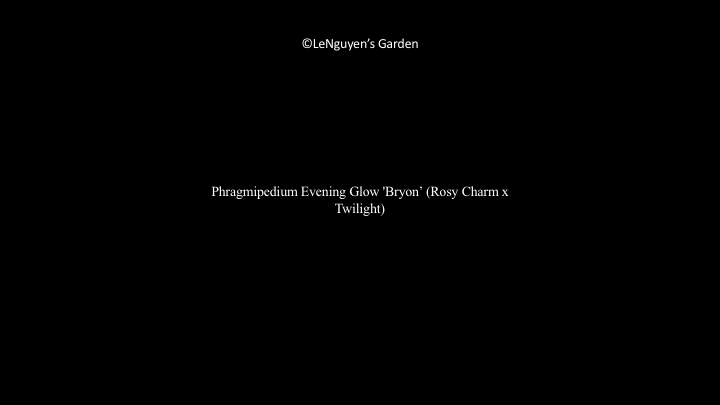 ©LeNguyen’s Garden
Phragmipedium Evening Glow 'Bryon’ (Rosy Charm x
Twilight)